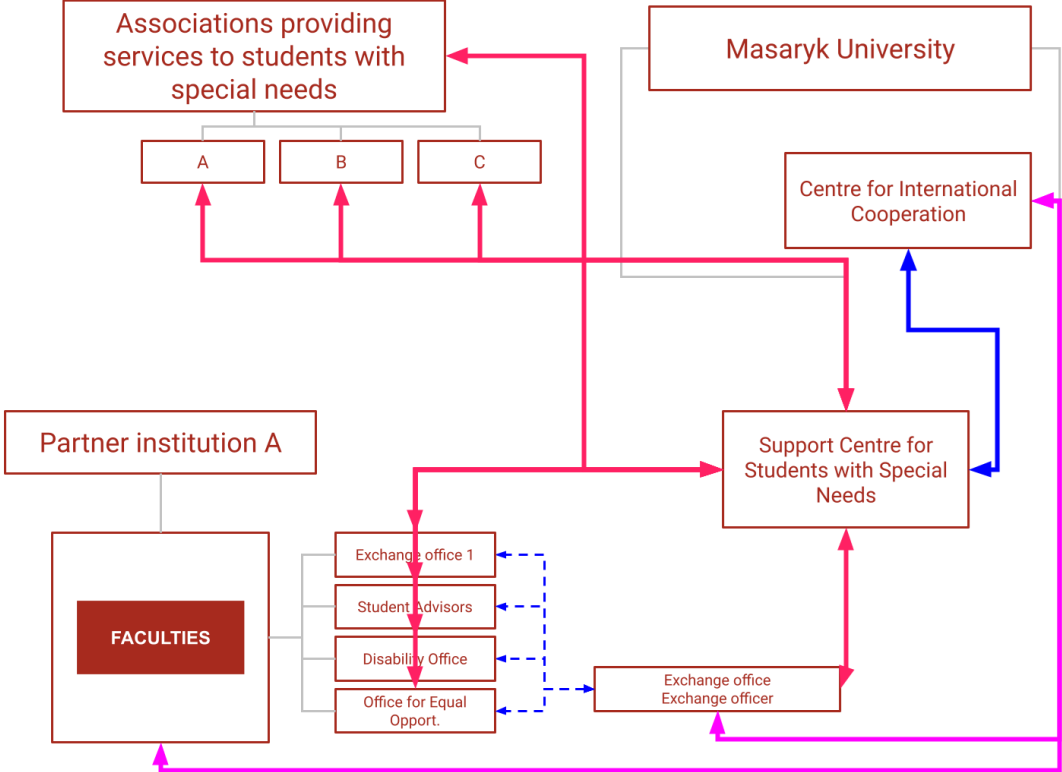 Associations providing
services to students with
special needs
Masaryk University
A
B
C
Centre for International
Cooperation
Partner institution A
Support Centre for
Students with Special
Needs
Exchange office 1
Student Advisors
FACULTIES
Disability Office
Office for Equal
Opport.
Exchange office
Exchange officer